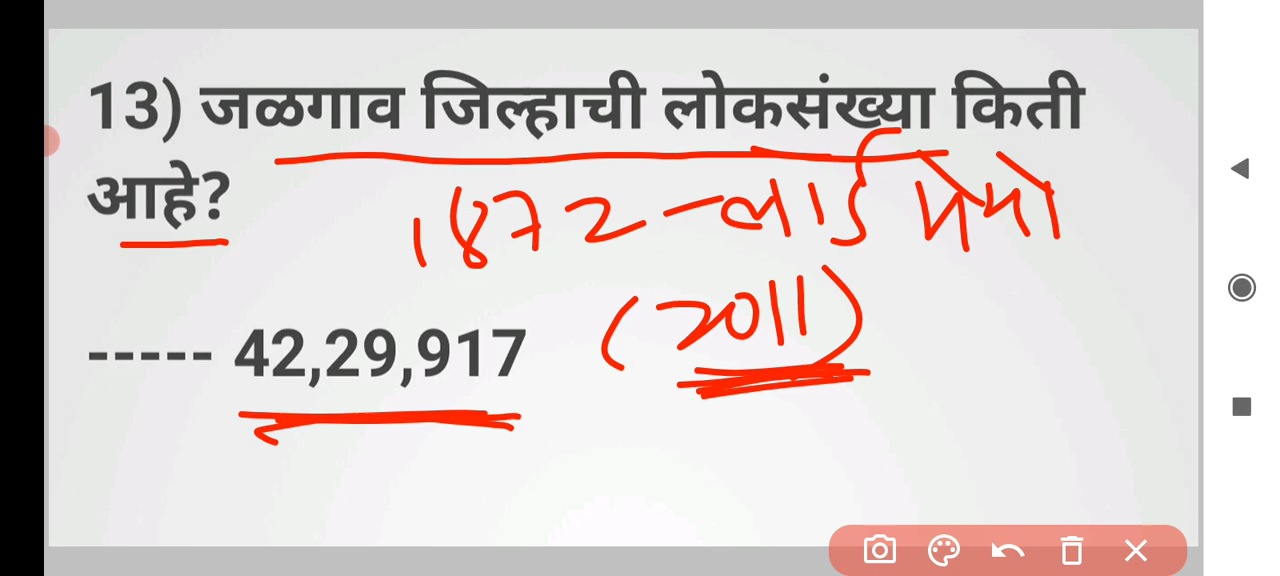 13) जळगाव जिल्हाची लोकसंख्या किती
आहे?
1872 - लार्ड मेयो
(2011)
----- 42,29,917